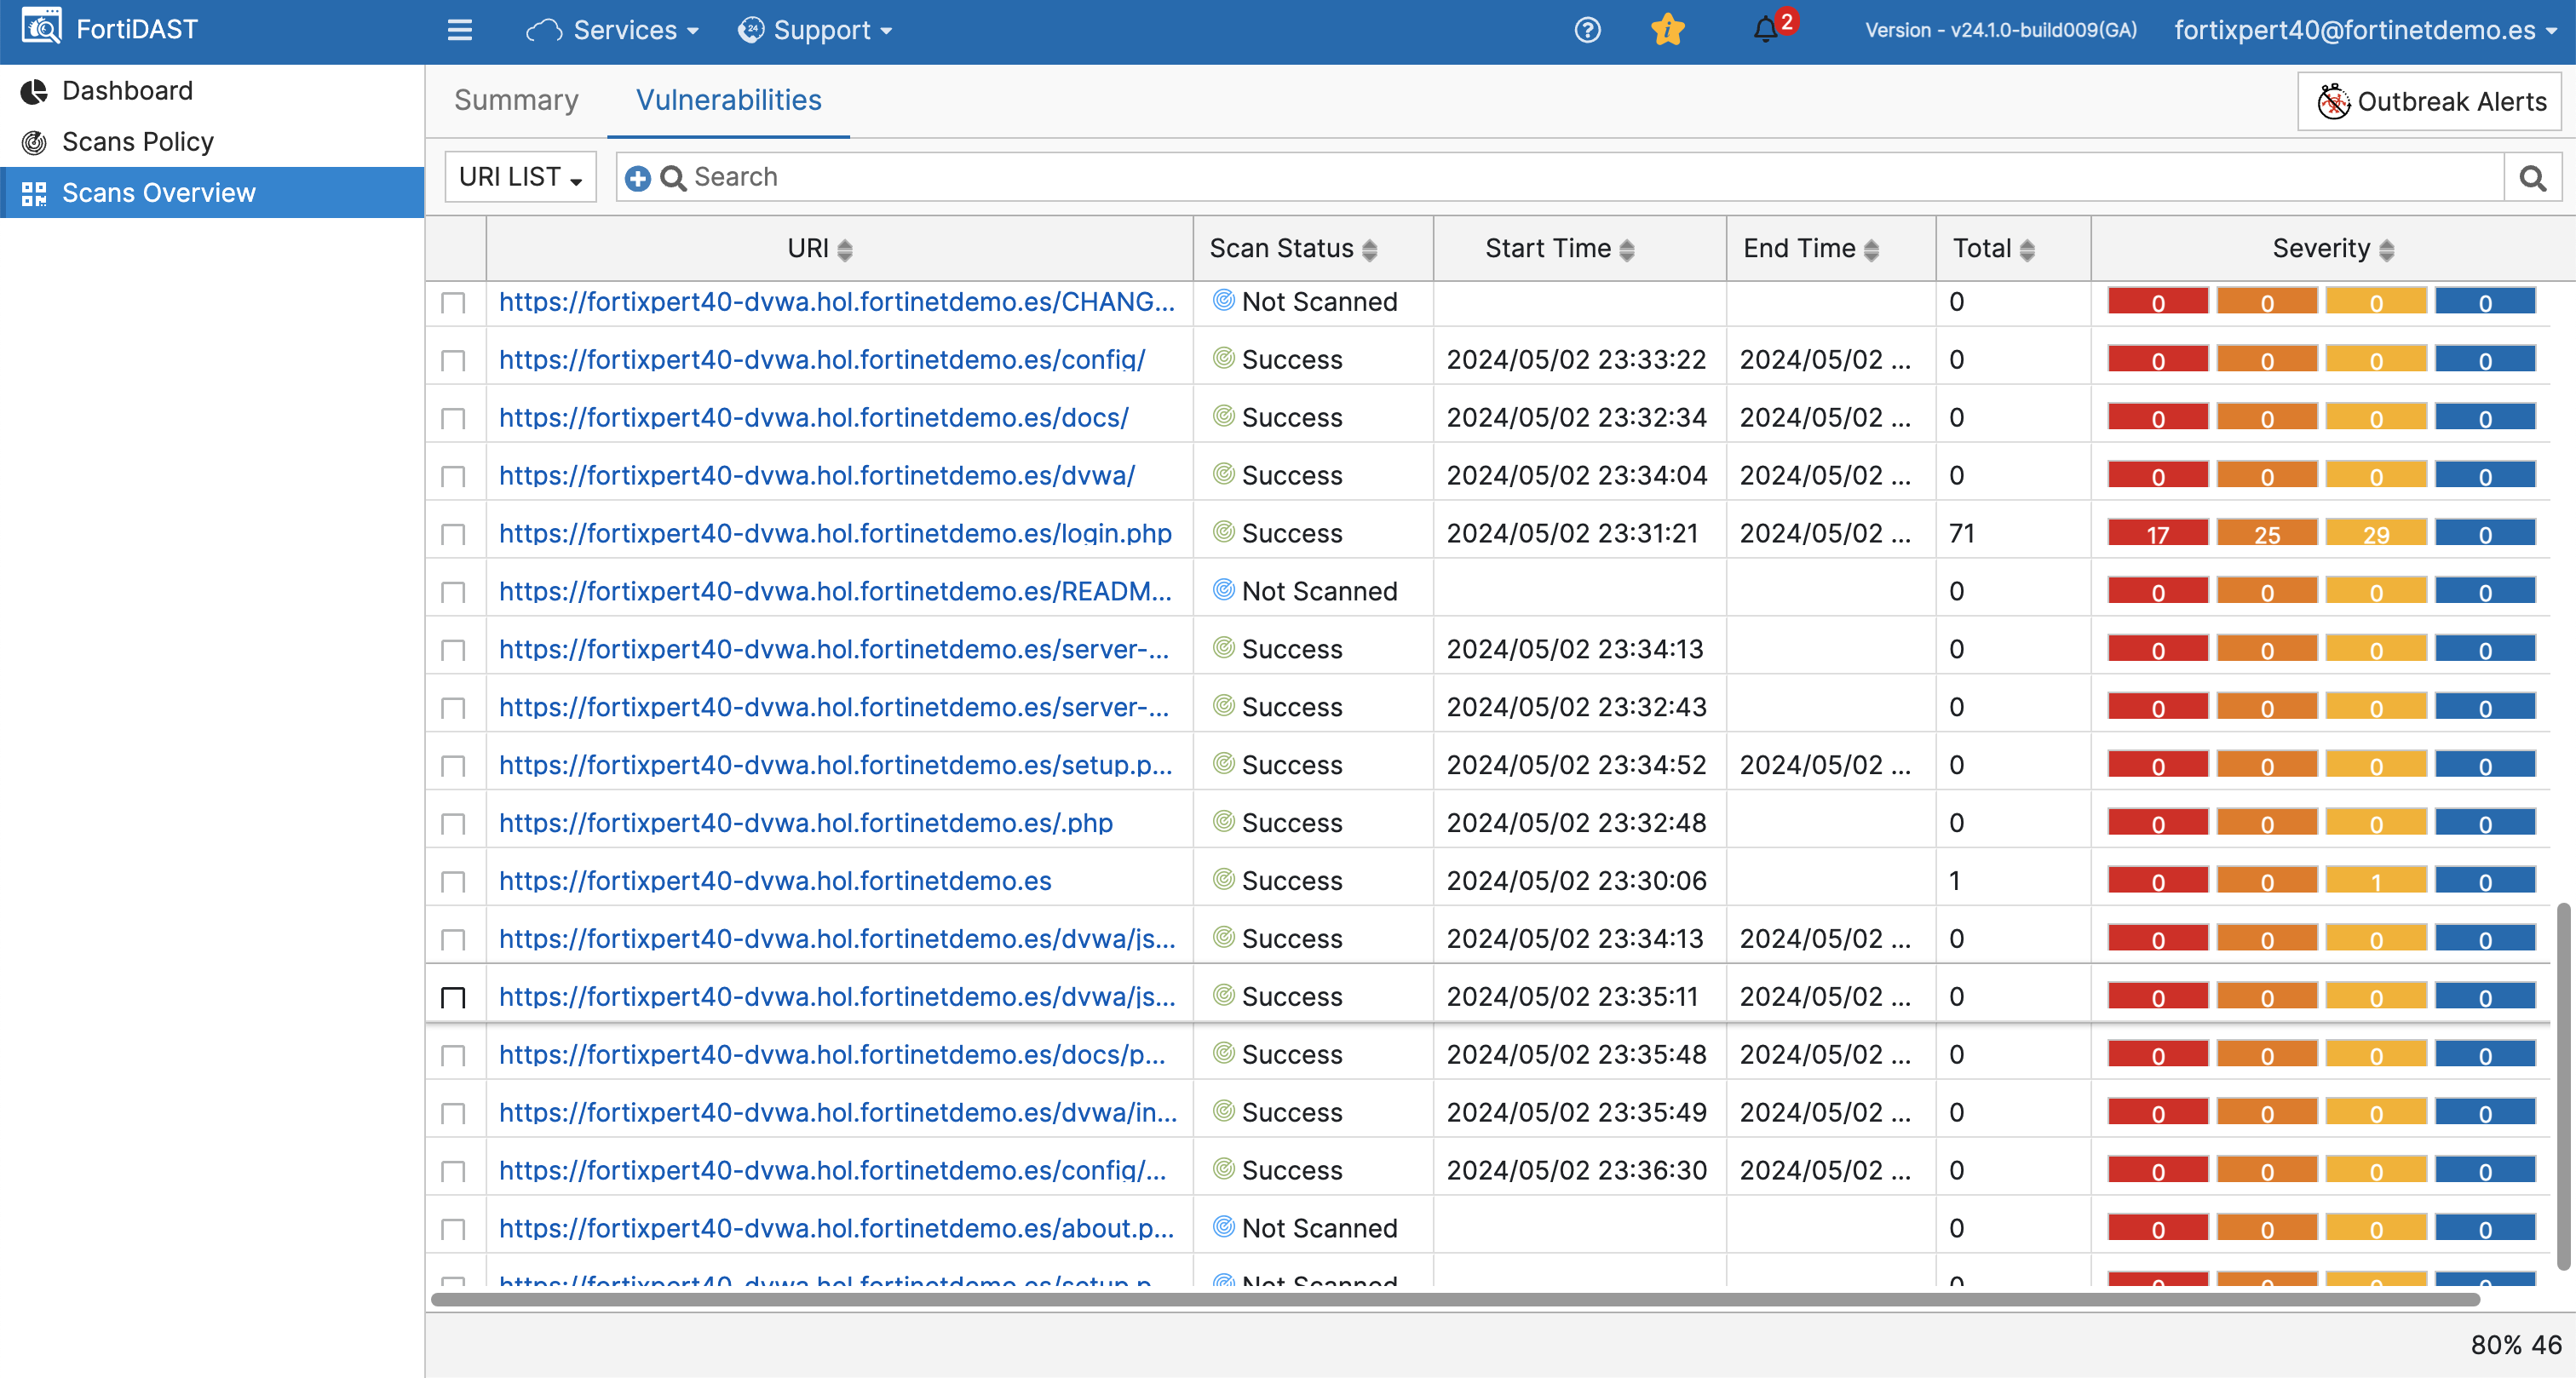 FortiDAST Services Support 24 2 Version - v24.1.0-build009(GA) fortixpert40@fortinetdemo.es
Dashboard
Scans Policy
Scans Overview
Summary Vulnerabilities Outbreak Alerts
URI LIST Search
URI Scan Status Start Time End Time Total Severity
https://fortixpert40-dvwa.hol.fortinetdemo.es/CHANG... Not Scanned 0 0 0 0 0
https://fortixpert40-dvwa.hol.fortinetdemo.es/config/ Success 2024/05/02 23:33:22 2024/05/02 ... 0 0 0 0 0
https://fortixpert40-dvwa.hol.fortinetdemo.es/docs/ Success 2024/05/02 23:32:34 2024/05/02 ... 0 0 0 0 0
https://fortixpert40-dvwa.hol.fortinetdemo.es/dvwa/ Success 2024/05/02 23:34:04 2024/05/02 ... 0 0 0 0 0
https://fortixpert40-dvwa.hol.fortinetdemo.es/login.php Success 2024/05/02 23:31:21 2024/05/02 ... 71 17 25 29 0
https://fortixpert40-dvwa.hol.fortinetdemo.es/READM... Not Scanned 0 0 0 0 0
https://fortixpert40-dvwa.hol.fortinetdemo.es/server-... Success 2024/05/02 23:34:13 0 0 0 0 0
https://fortixpert40-dvwa.hol.fortinetdemo.es/server-... Success 2024/05/02 23:32:43 0 0 0 0 0
https://fortixpert40-dvwa.hol.fortinetdemo.es/setup.p... Success 2024/05/02 23:34:52 2024/05/02 ... 0 0 0 0 0
https://fortixpert40-dvwa.hol.fortinetdemo.es/.php Success 2024/05/02 23:32:48 0 0 0 0 0
https://fortixpert40-dvwa.hol.fortinetdemo.es Success 2024/05/02 23:30:06 1 0 0 1 0
https://fortixpert40-dvwa.hol.fortinetdemo.es/dvwa/js... Success 2024/05/02 23:34:13 2024/05/02 ... 0 0 0 0 0
https://fortixpert40-dvwa.hol.fortinetdemo.es/dvwa/js... Success 2024/05/02 23:35:11 2024/05/02 ... 0 0 0 0 0
https://fortixpert40-dvwa.hol.fortinetdemo.es/docs/p... Success 2024/05/02 23:35:48 2024/05/02 ... 0 0 0 0 0
https://fortixpert40-dvwa.hol.fortinetdemo.es/dvwa/in... Success 2024/05/02 23:35:49 2024/05/02 ... 0 0 0 0 0
https://fortixpert40-dvwa.hol.fortinetdemo.es/config/... Success 2024/05/02 23:36:30 2024/05/02 ... 0 0 0 0 0
https://fortixpert40-dvwa.hol.fortinetdemo.es/about.p... Not Scanned 0 0 0 0 0
https://fortixpert40-dvwa.hol.fortinetdemo.es/setup.p... Not Scanned 0 0 0 0 0
80% 46